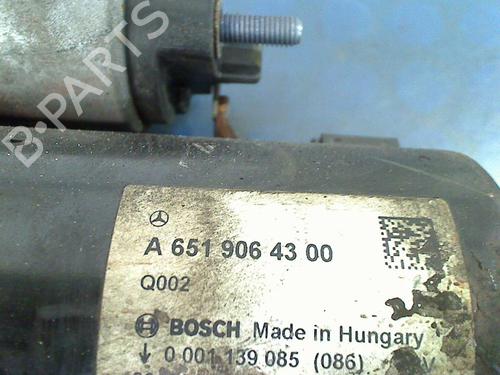 B-PARTS
A 651 906 43 00
Q002
BOSCH Made in Hungary
0 001 139 085 (086) V